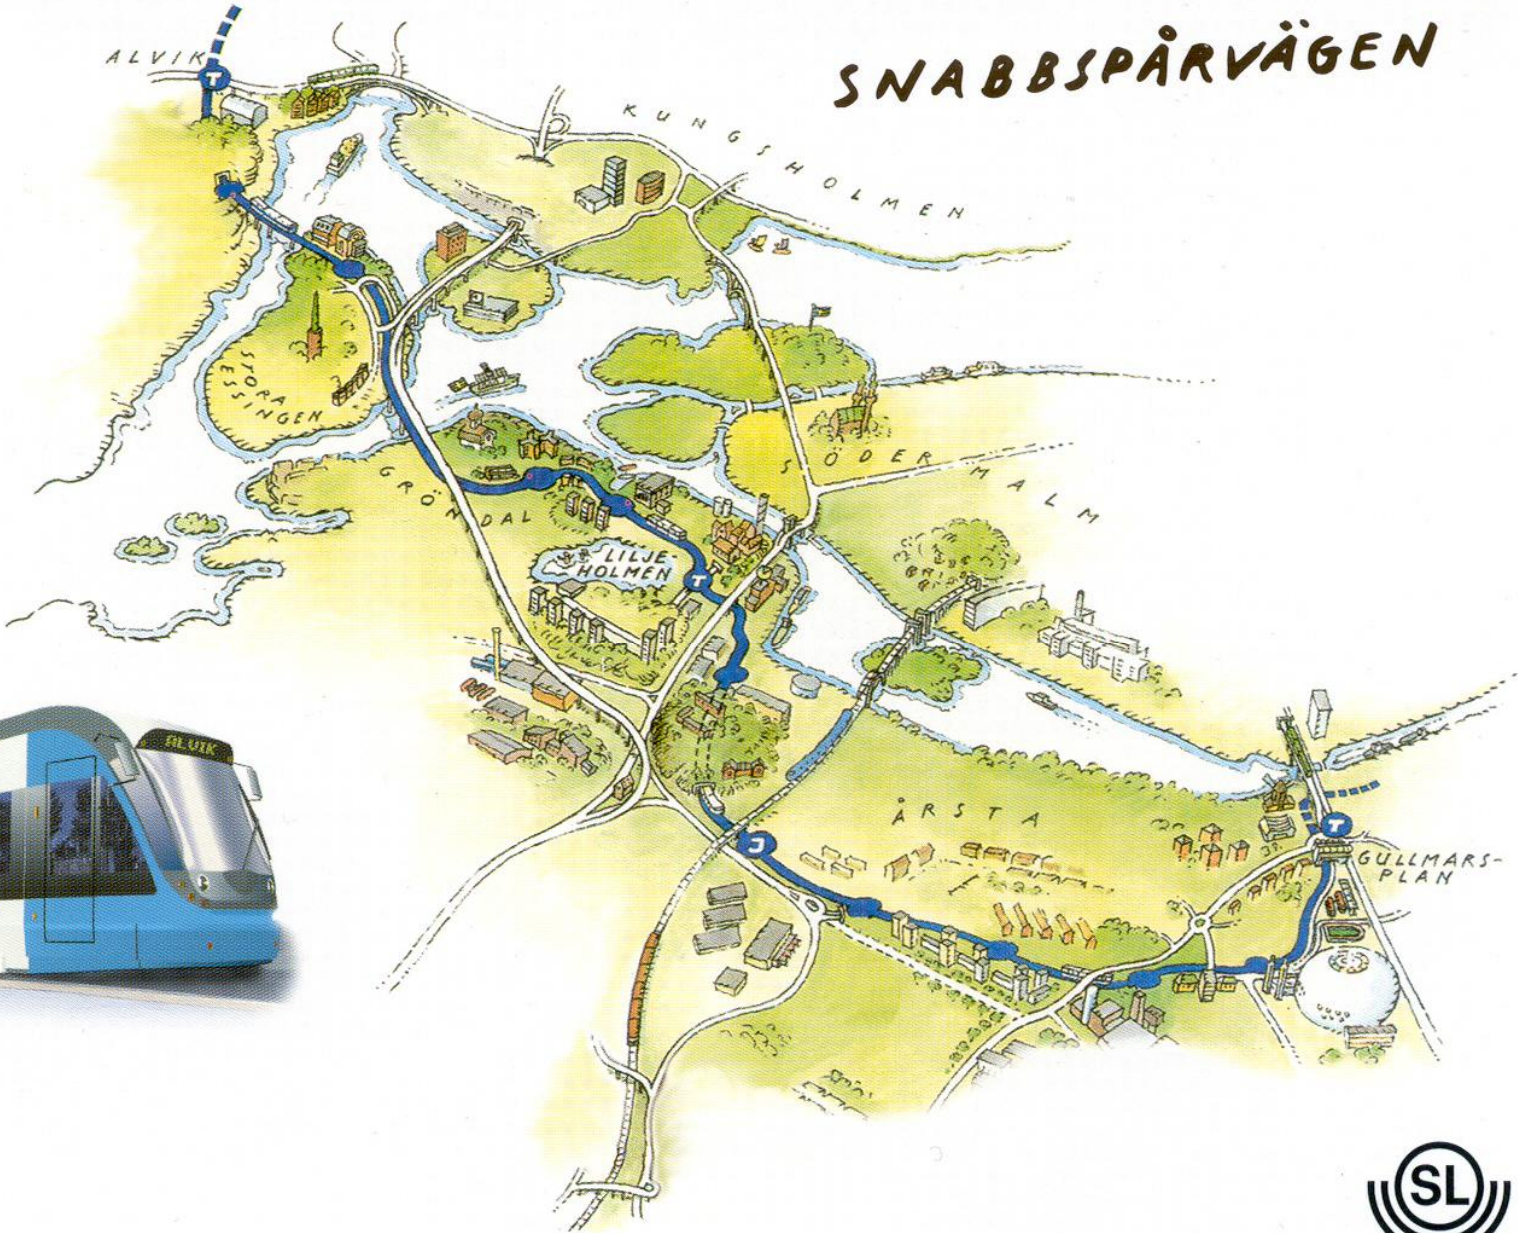 SNABBSPÅRVÄGEN
ALVIK
T
KUNGSHOLMEN
STORA
ESSINGEN
SÖDERMALM
GRÖNDAL
LILJE-
HOLMEN
T
ALVIK
ÅRSTA
J
T
GULLMARS-
PLAN
SL